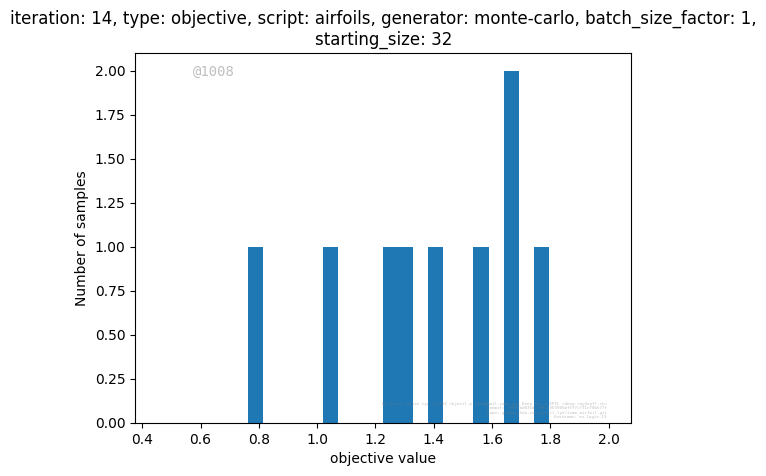 iteration: 14, type: objective, script: airfoils, generator: monte-carlo, batch_size_factor: 1,
starting_size: 32
@1008
2.00
1.75
1.50
1.25
1.00
0.75
0.50
0.25
0.00
Number of samples
0.4 0.6 0.8 1.0 1.2 1.4 1.6 1.8 2.0
objective value